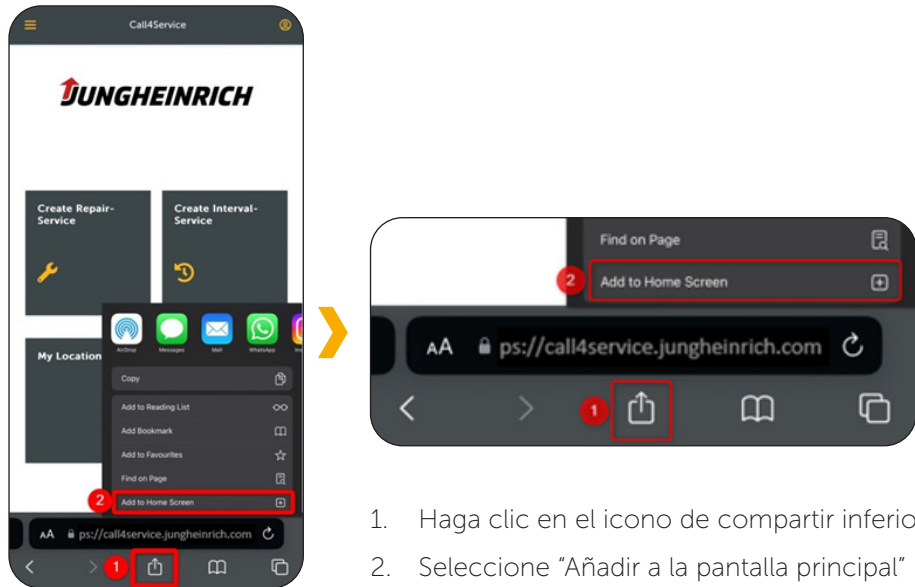 Call4Service
JUNGHEINRICH
Create Repair-
Service
Create Interval-
Service
My Location
AirDrop
Messages
Mail
WhatsApp
Copy
Add to Reading List
Add Bookmark
Add to Favourites
Find on Page
2 Add to Home Screen
AA ps://call4service.jungheinrich.com
1
Find on Page
2 Add to Home Screen
AA ps://call4service.jungheinrich.com
1
1. Haga clic en el icono de compartir inferio
2. Seleccione “Añadir a la pantalla principal”